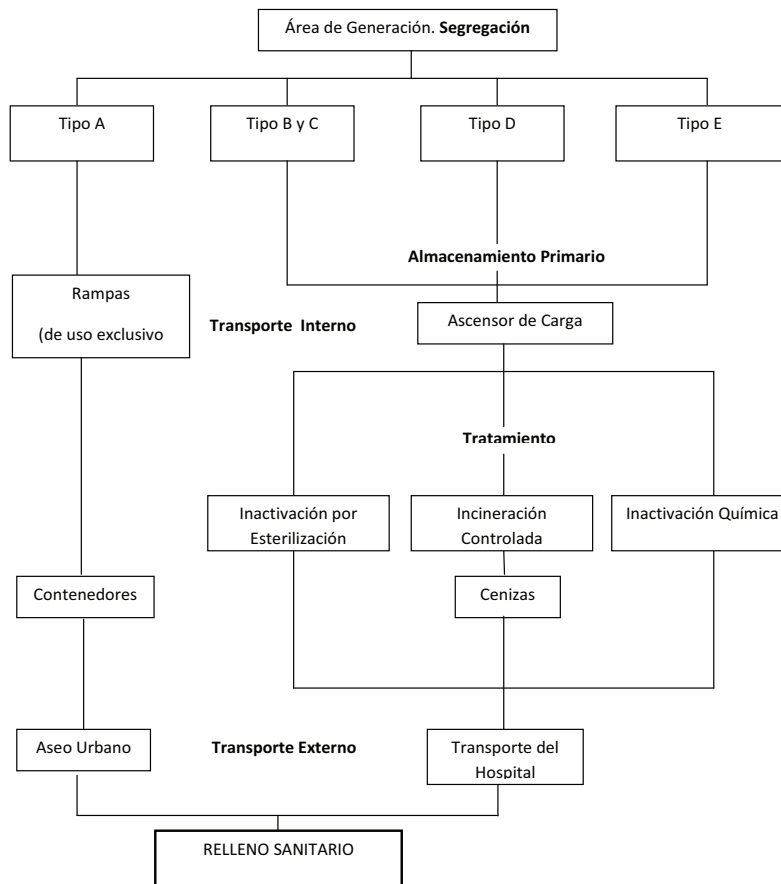 Área de Generación. Segregación
Tipo A
Tipo B y C
Tipo D
Tipo E
Almacenamiento Primario
Rampas
(de uso exclusivo
Transporte Interno
Ascensor de Carga
Tratamiento
Inactivación por
Esterilización
Incineración
Controlada
Inactivación Química
Contenedores
Cenizas
Aseo Urbano
Transporte Externo
Transporte del
Hospital
RELLENO SANITARIO